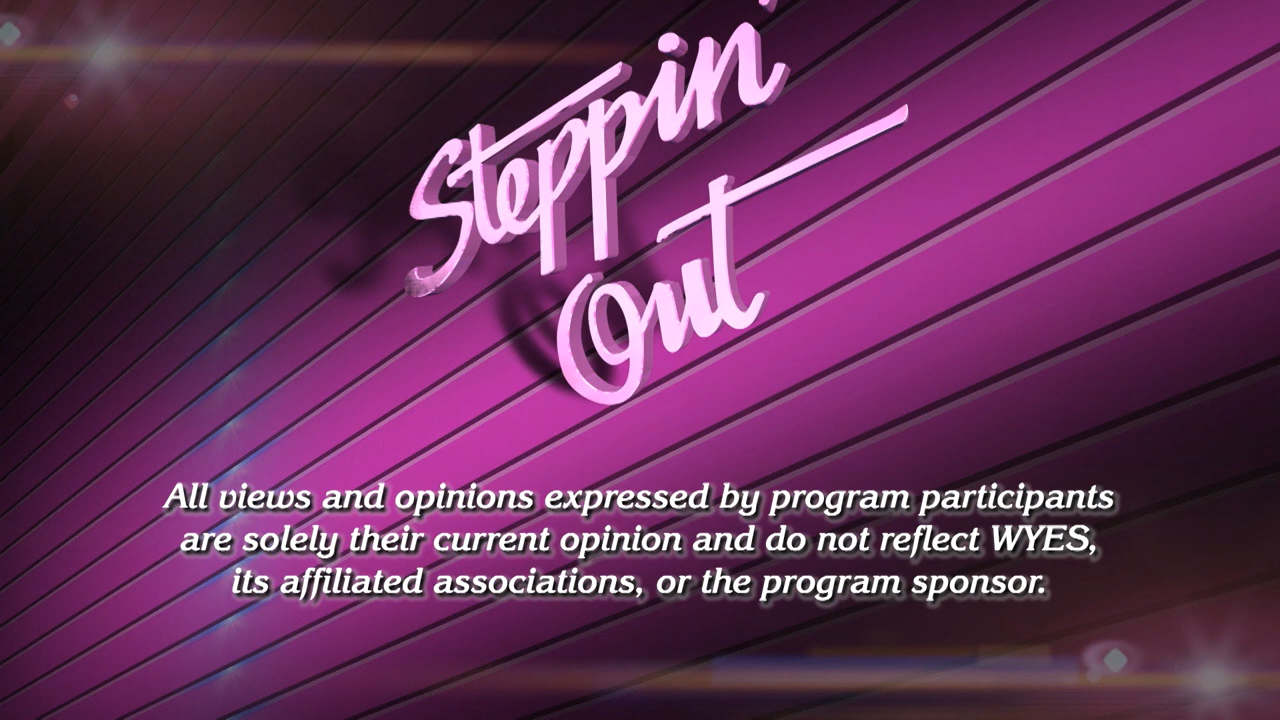 Steppin'
Out
All views and opinions expressed by program participants
are solely their current opinion and do not reflect WYES,
its affiliated associations, or the program sponsor.